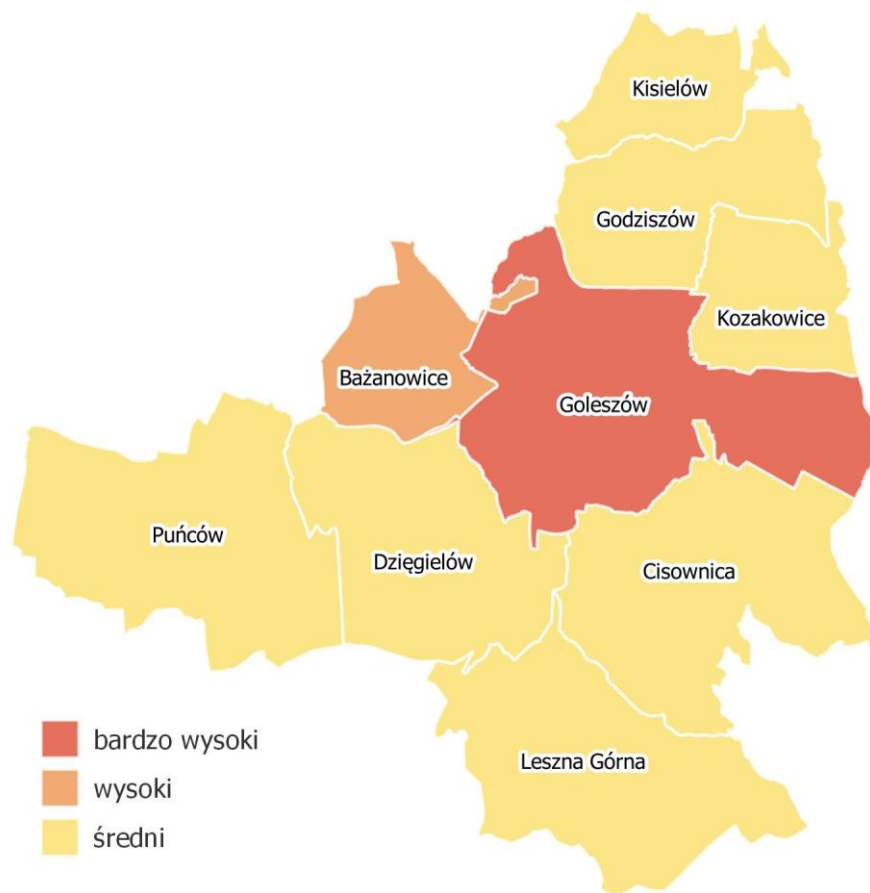 Kisielów
Godziszów
Kozakowice
Bażanowice
Goleszów
Puńców
Dzięgielów
Cisownica
Leszna Górna
bardzo wysoki
wysoki
średni